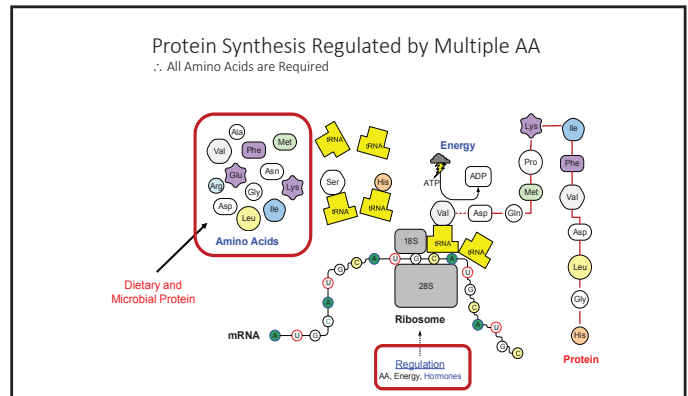 Protein Synthesis Regulated by Multiple AA
∴ All Amino Acids are Required
Ala
Val
Phe
Met
Glu
Asn
Arg
Gly
Lys
Asp
Leu
Ile
Amino Acids
Dietary and
Microbial Protein
tRNA
tRNA
Ser
tRNA
His
tRNA
Energy
ATP
ADP
Val
Asp
Gln
Met
Pro
Lys
Ile
Phe
Val
Asp
Leu
Gly
His
Protein
tRNA
tRNA
18S
28S
Ribosome
mRNA
A U G C A A U G C A U G C A U G C A U G C
Regulation
AA, Energy, Hormones